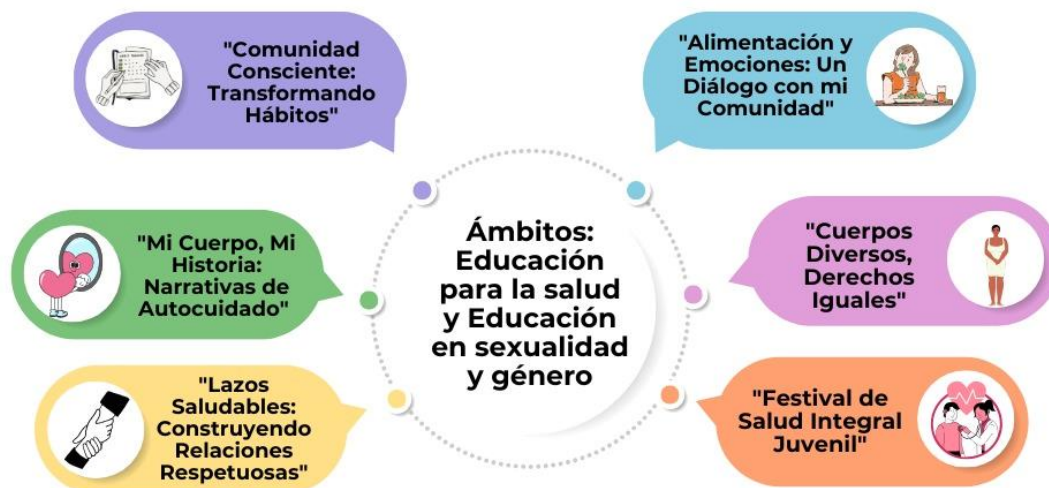 "Comunidad
Consciente:
Transformando
Hábitos"
"Alimentación y
Emociones: Un
Diálogo con mi
Comunidad"
"Mi Cuerpo, Mi
Historia:
Narrativas de
Autocuidado"
Ámbitos:
Educación
para la salud
y Educación
en sexualidad
y género
"Cuerpos
Diversos,
Derechos
Iguales"
"Lazos
Saludables:
Construyendo
Relaciones
Respetuosas"
"Festival de
Salud Integral
Juvenil"